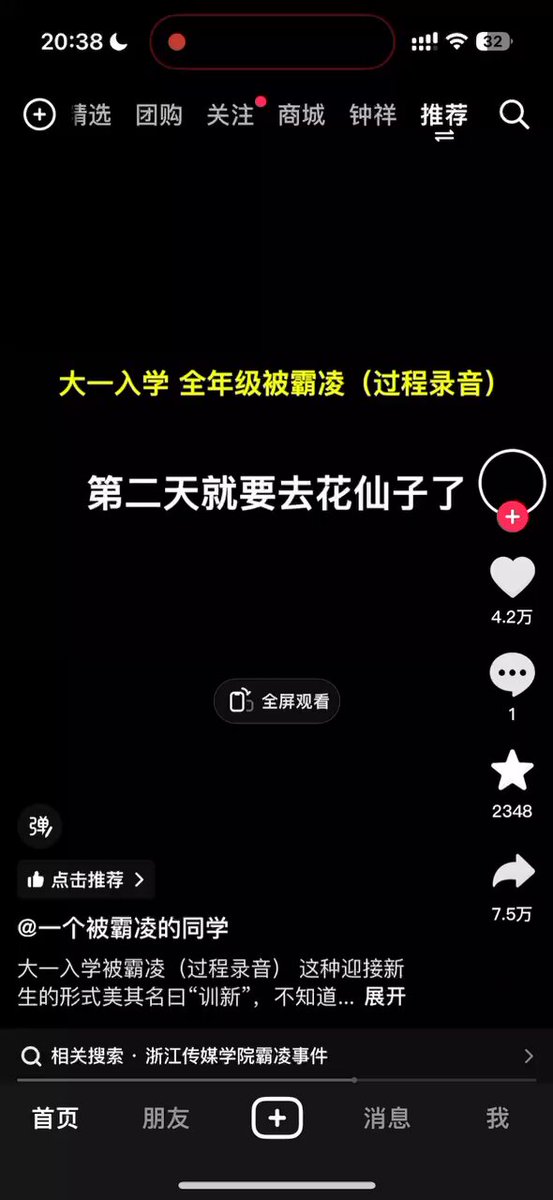 20:38
32
精选 团购 关注 商城 钟祥 推荐
大一入学 全年级被霸凌（过程录音）
第二天就要去花仙子了
4.2万
全屏观看
1
2348
弹
点击推荐
7.5万
@一个被霸凌的同学
大一入学被霸凌（过程录音） 这种迎接新
生的形式美其名曰“训新”，不知道... 展开
相关搜索 · 浙江传媒学院霸凌事件
首页 朋友 消息 我